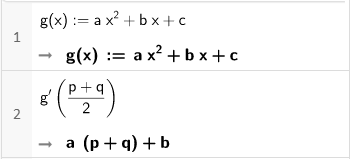 1
g(x) := a x² + b x + c
→ g(x) := a x² + b x + c
2
g′((p + q)/2)
→ a (p + q) + b